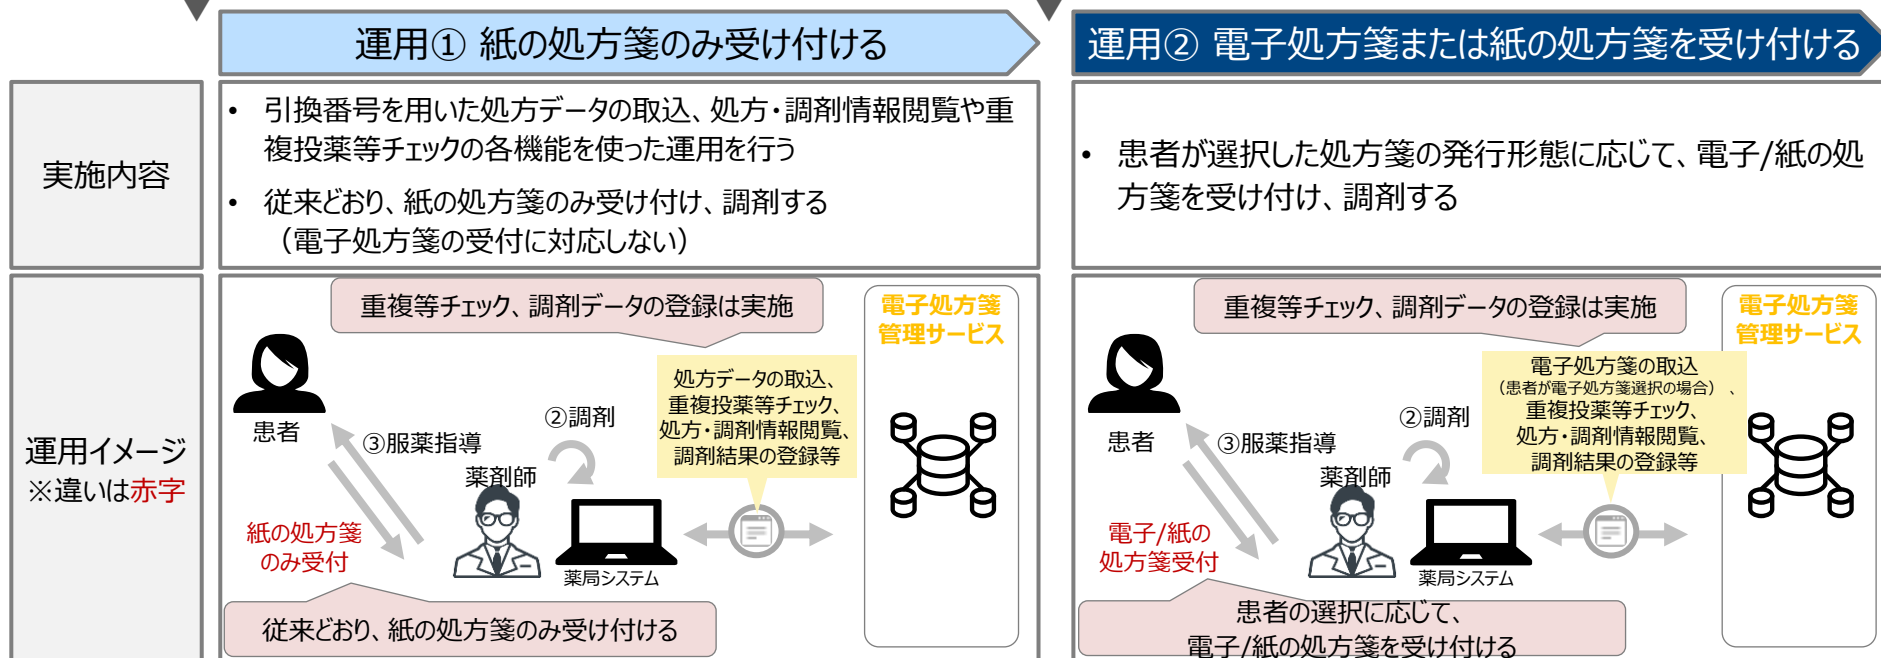 運用① 紙の処方箋のみ受け付ける
運用② 電子処方箋または紙の処方箋を受け付ける
実施内容
• 引換番号を用いた処方データの取込、処方・調剤情報閲覧や重
複投薬等チェックの各機能を使った運用を行う
• 従来どおり、紙の処方箋のみ受け付け、調剤する
（電子処方箋の受付に対応しない）
• 患者が選択した処方箋の発行形態に応じて、電子/紙の処
方箋を受け付け、調剤する
運用イメージ
※違いは赤字
重複等チェック、調剤データの登録は実施
電子処方箋
管理サービス
処方データの取込、
重複投薬等チェック、
処方・調剤情報閲覧、
調剤結果の登録等
患者
②調剤
③服薬指導
薬剤師
紙の処方箋
のみ受付
薬局システム
従来どおり、紙の処方箋のみ受け付ける
重複等チェック、調剤データの登録は実施
電子処方箋
管理サービス
電子処方箋の取込
（患者が電子処方箋選択の場合）、
重複投薬等チェック、
処方・調剤情報閲覧、
調剤結果の登録等
患者
②調剤
③服薬指導
薬剤師
電子/紙の
処方箋受付
薬局システム
患者の選択に応じて、
電子/紙の処方箋を受け付ける